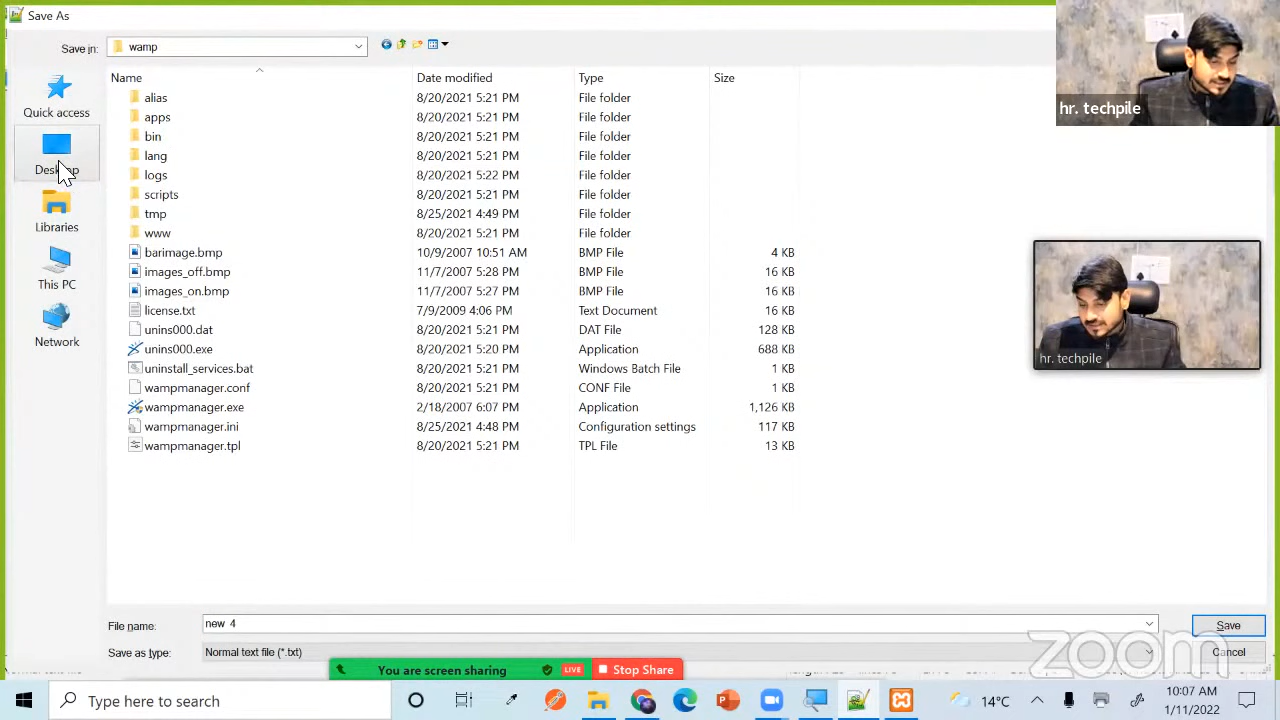 Save As
Save in: wamp
Quick access
Desktop
Libraries
This PC
Network
Name Date modified Type Size
alias 8/20/2021 5:21 PM File folder
apps 8/20/2021 5:21 PM File folder
bin 8/20/2021 5:21 PM File folder
lang 8/20/2021 5:21 PM File folder
logs 8/20/2021 5:22 PM File folder
scripts 8/20/2021 5:21 PM File folder
tmp 8/25/2021 4:49 PM File folder
www 8/20/2021 5:21 PM File folder
barimage.bmp 10/9/2007 10:51 AM BMP File 4 KB
images_off.bmp 11/7/2007 5:28 PM BMP File 16 KB
images_on.bmp 11/7/2007 5:27 PM BMP File 16 KB
license.txt 7/9/2009 4:06 PM Text Document 16 KB
unins000.dat 8/20/2021 5:21 PM DAT File 128 KB
unins000.exe 8/20/2021 5:20 PM Application 688 KB
uninstall_services.bat 8/20/2021 5:21 PM Windows Batch File 1 KB
wampmanager.conf 8/20/2021 5:21 PM CONF File 1 KB
wampmanager.exe 2/18/2007 6:07 PM Application 1,126 KB
wampmanager.ini 8/25/2021 4:48 PM Configuration settings 117 KB
wampmanager.tpl 8/20/2021 5:21 PM TPL File 13 KB
hr. techpile
hr. techpile
File name: new 4 Save
Save as type: Normal text file (*.txt) Cancel
zoom
You are screen sharing LIVE Stop Share
Type here to search
14°C
10:07 AM
1/11/2022